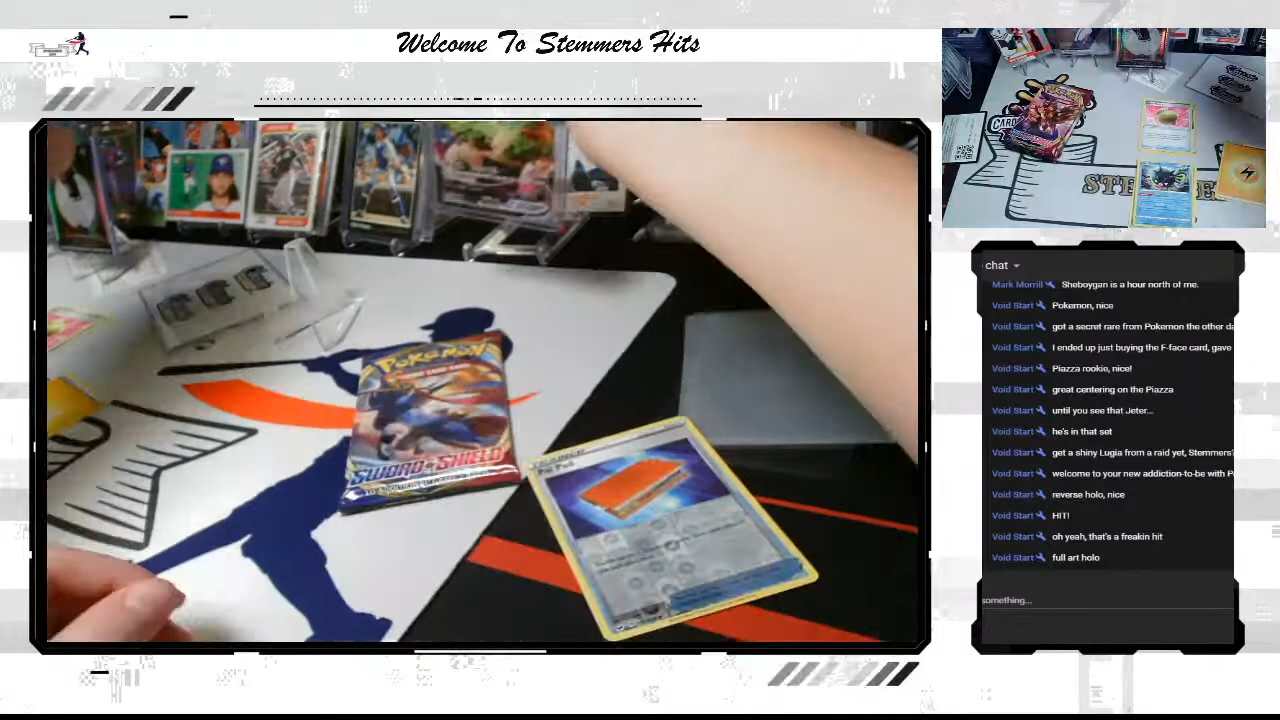 Welcome To Stemmers Hits
POKéMON
SWORD & SHIELD
chat
Mark Morrill Sheboygan is a hour north of me.
Void Start Pokemon, nice
Void Start got a secret rare from Pokemon the other da
Void Start I ended up just buying the F-face card, gave
Void Start Piazza rookie, nice!
Void Start great centering on the Piazza
Void Start until you see that Jeter...
Void Start he's in that set
Void Start get a shiny Lugia from a raid yet, Stemmers?
Void Start welcome to your new addiction-to-be with P
Void Start reverse holo, nice
Void Start HIT!
Void Start oh yeah, that's a freakin hit
Void Start full art holo
something...